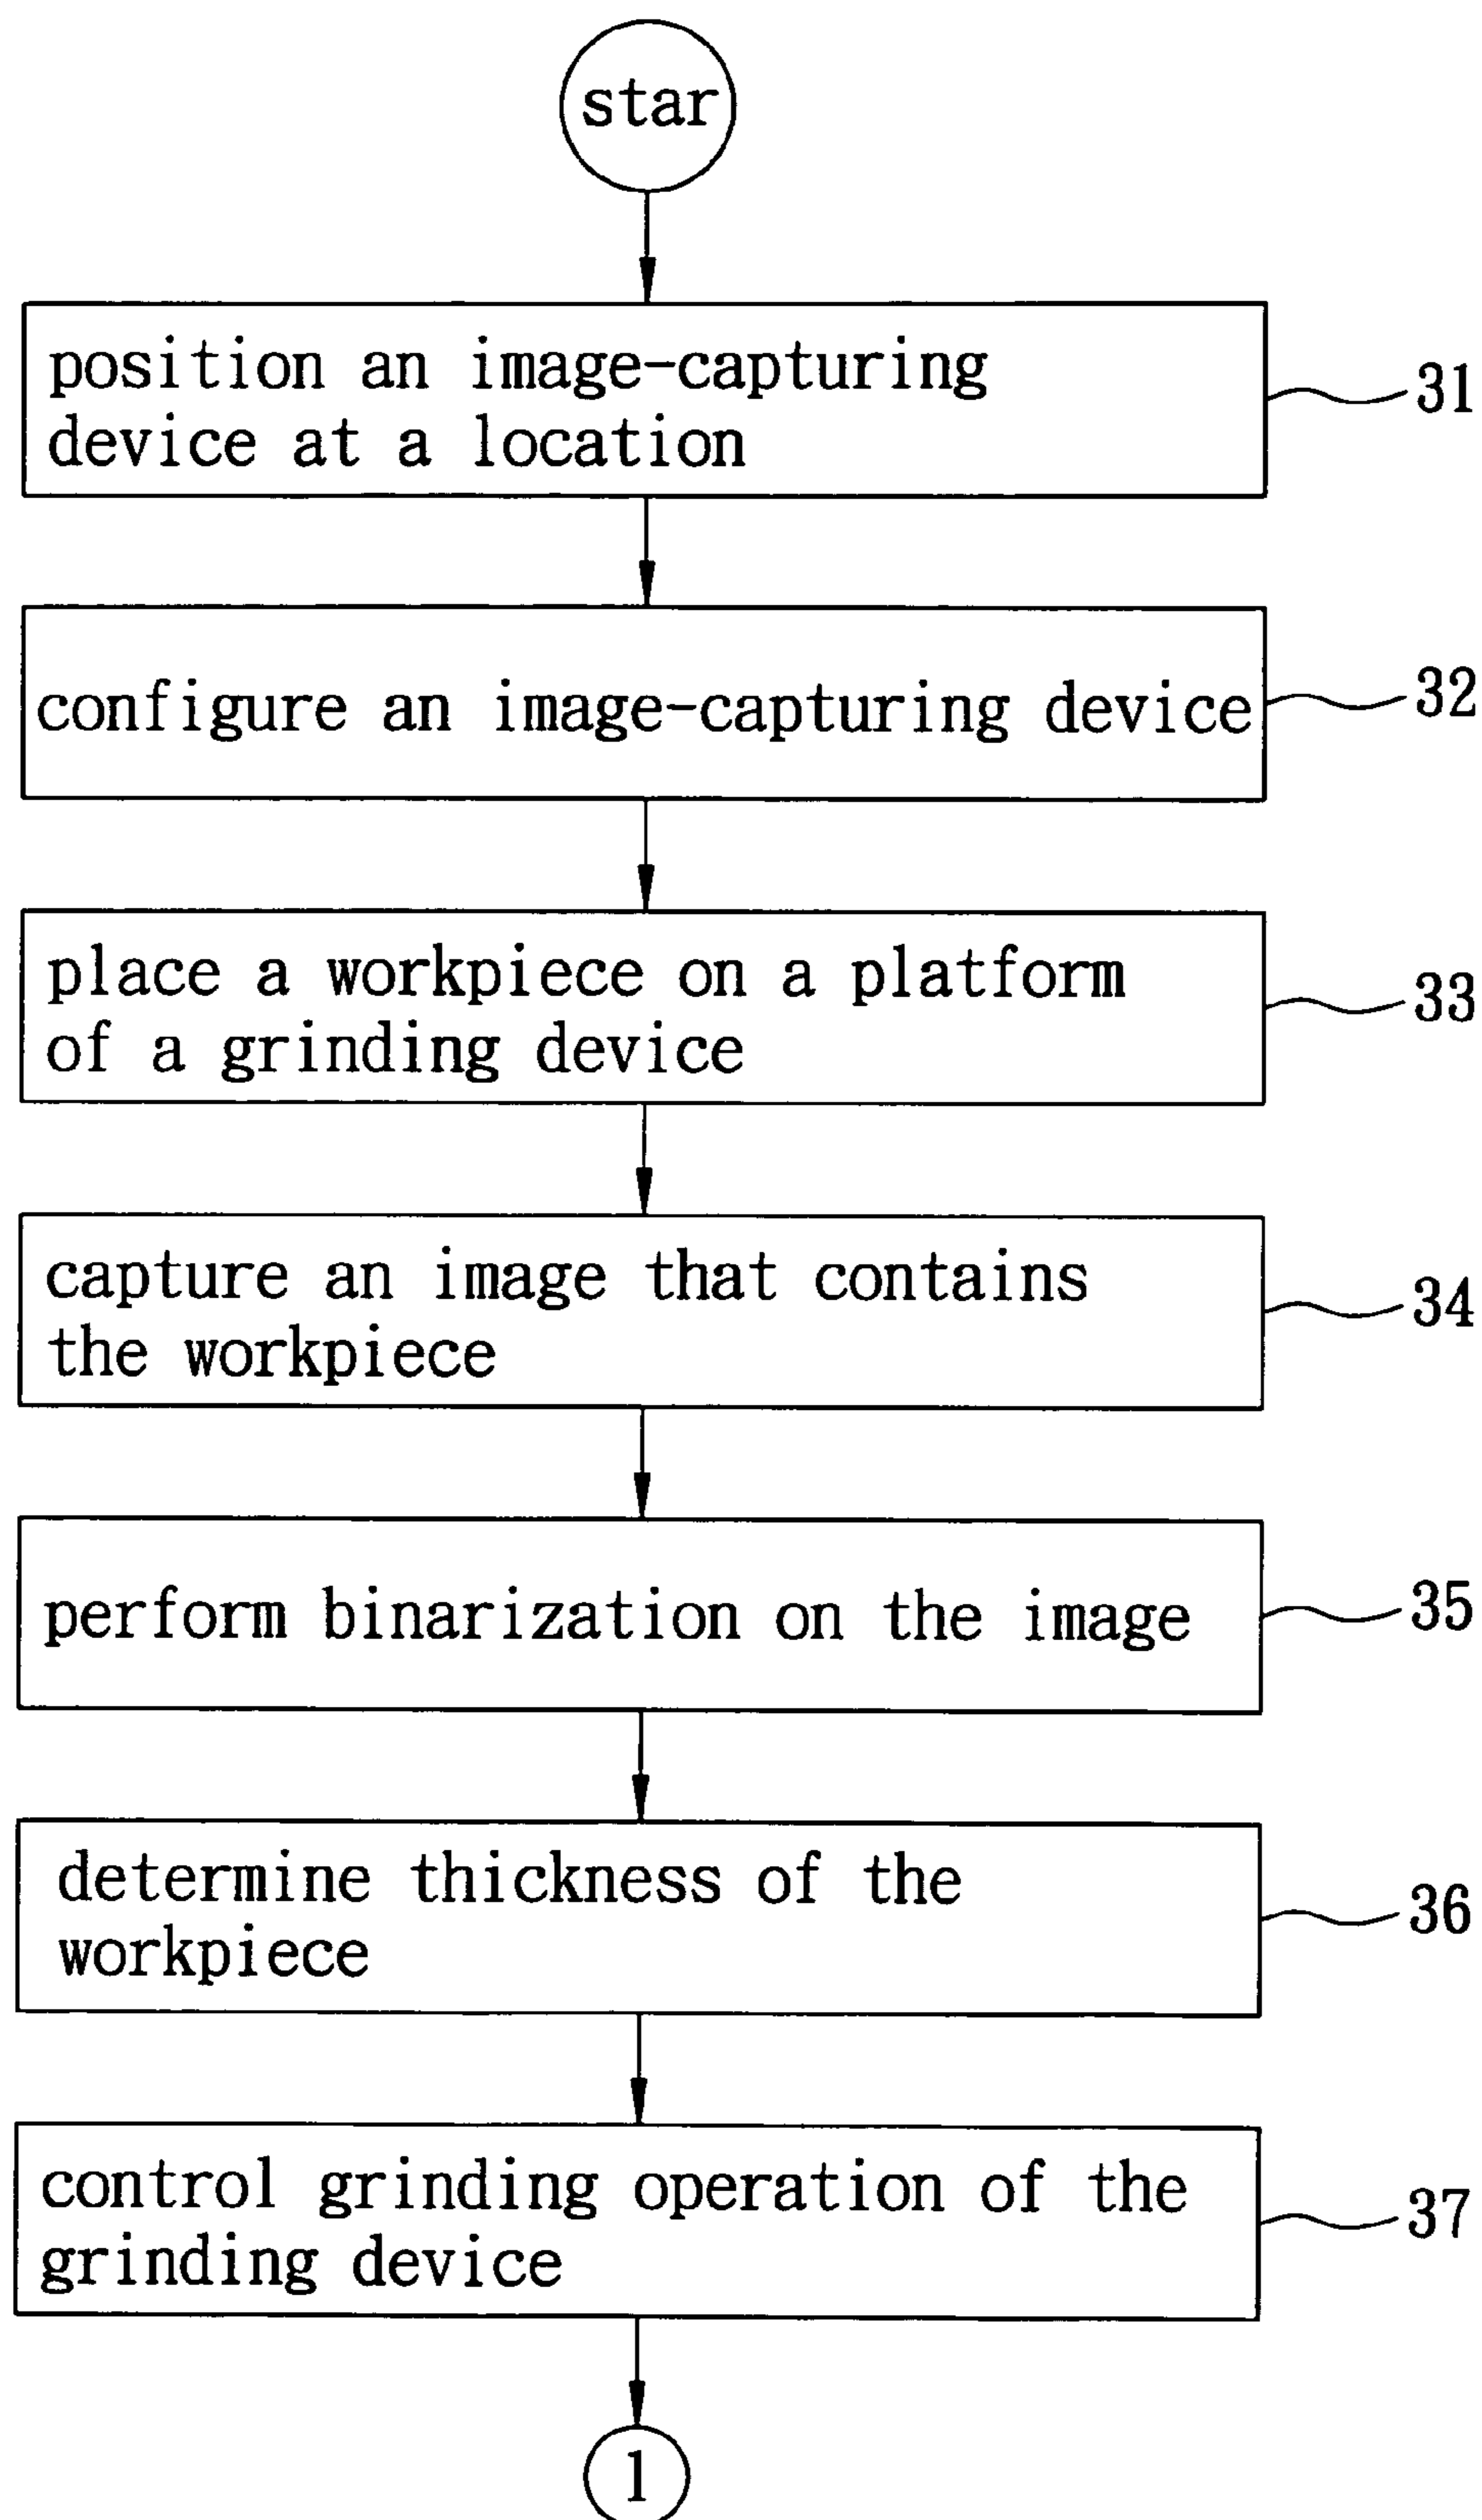 star
position an image-capturing
device at a location
31
configure an image-capturing device
32
place a workpiece on a platform
of a grinding device
33
capture an image that contains
the workpiece
34
perform binarization on the image
35
determine thickness of the
workpiece
36
control grinding operation of the
grinding device
37
1